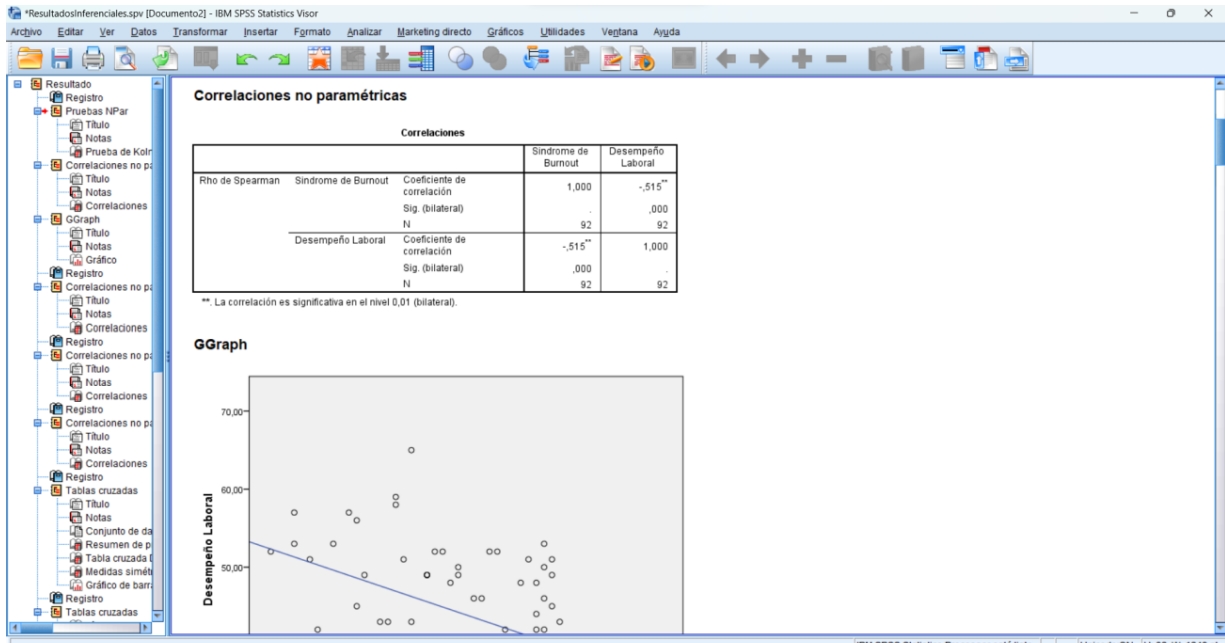 *ResultadosInferenciales.spv [Documento2] - IBM SPSS Statistics Visor
Archivo Editar Ver Datos Transformar Insertar Formato Analizar Marketing directo Gráficos Utilidades Ventana Ayuda
Resultado
Registro
Pruebas NPar
Título
Notas
Prueba de Kolm
Correlaciones no pa
Título
Notas
Correlaciones
GGraph
Título
Notas
Gráfico
Registro
Correlaciones no pa
Título
Notas
Correlaciones
Registro
Correlaciones no pa
Título
Notas
Correlaciones
Registro
Correlaciones no pa
Título
Notas
Correlaciones
Registro
Tablas cruzadas
Título
Notas
Conjunto de da
Resumen de p
Tabla cruzada
Medidas simét
Gráfico de barr
Registro
Tablas cruzadas
Correlaciones no paramétricas
Correlaciones
Sindrome de Burnout Desempeño Laboral
Rho de Spearman Sindrome de Burnout Coeficiente de correlación 1,000 -,515**
Sig. (bilateral) . ,000
N 92 92
Desempeño Laboral Coeficiente de correlación -,515** 1,000
Sig. (bilateral) ,000 .
N 92 92
**. La correlación es significativa en el nivel 0,01 (bilateral).
GGraph
70,00
60,00
50,00
Desempeño Laboral